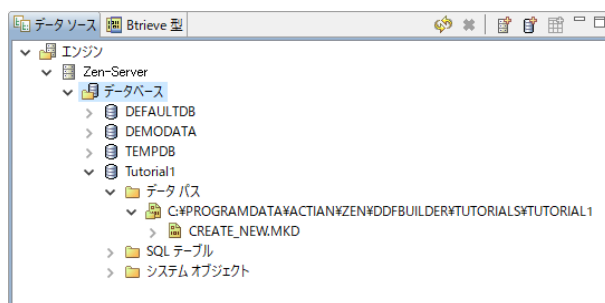 データ ソース Btrieve 型
エンジン
Zen-Server
データベース
DEFAULTDB
DEMODATA
TEMPDB
Tutorial1
データ パス
C:¥PROGRAMDATA¥ACTIAN¥ZEN¥DDFBUILDER¥TUTORIALS¥TUTORIAL1
CREATE_NEW.MKD
SQL テーブル
システム オブジェクト